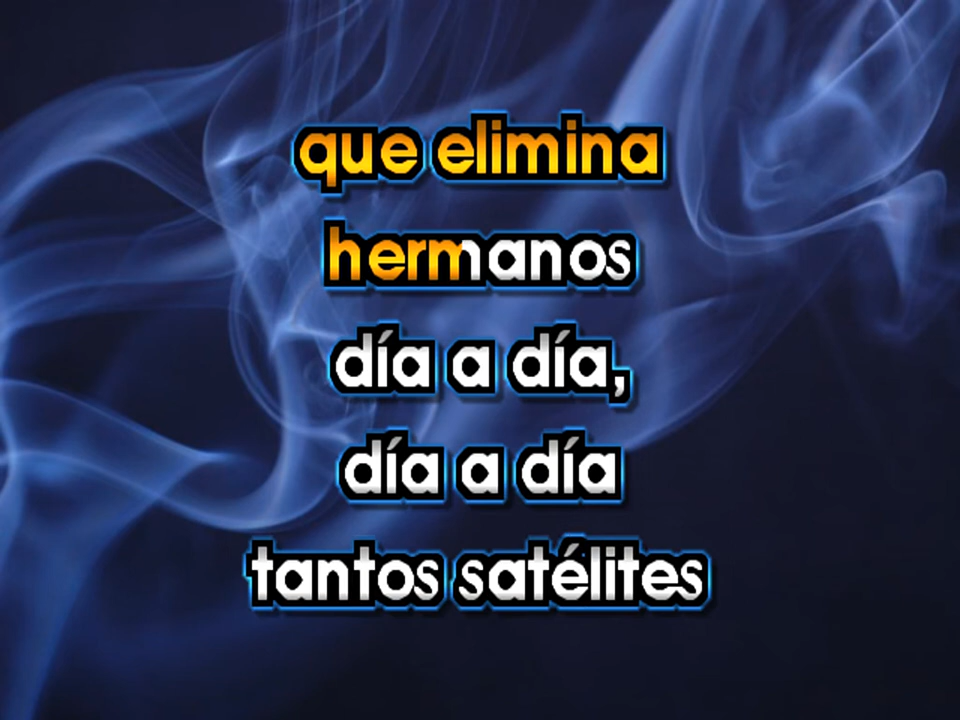 que elimina
hermanos
día a día,
día a día
tantos satélites